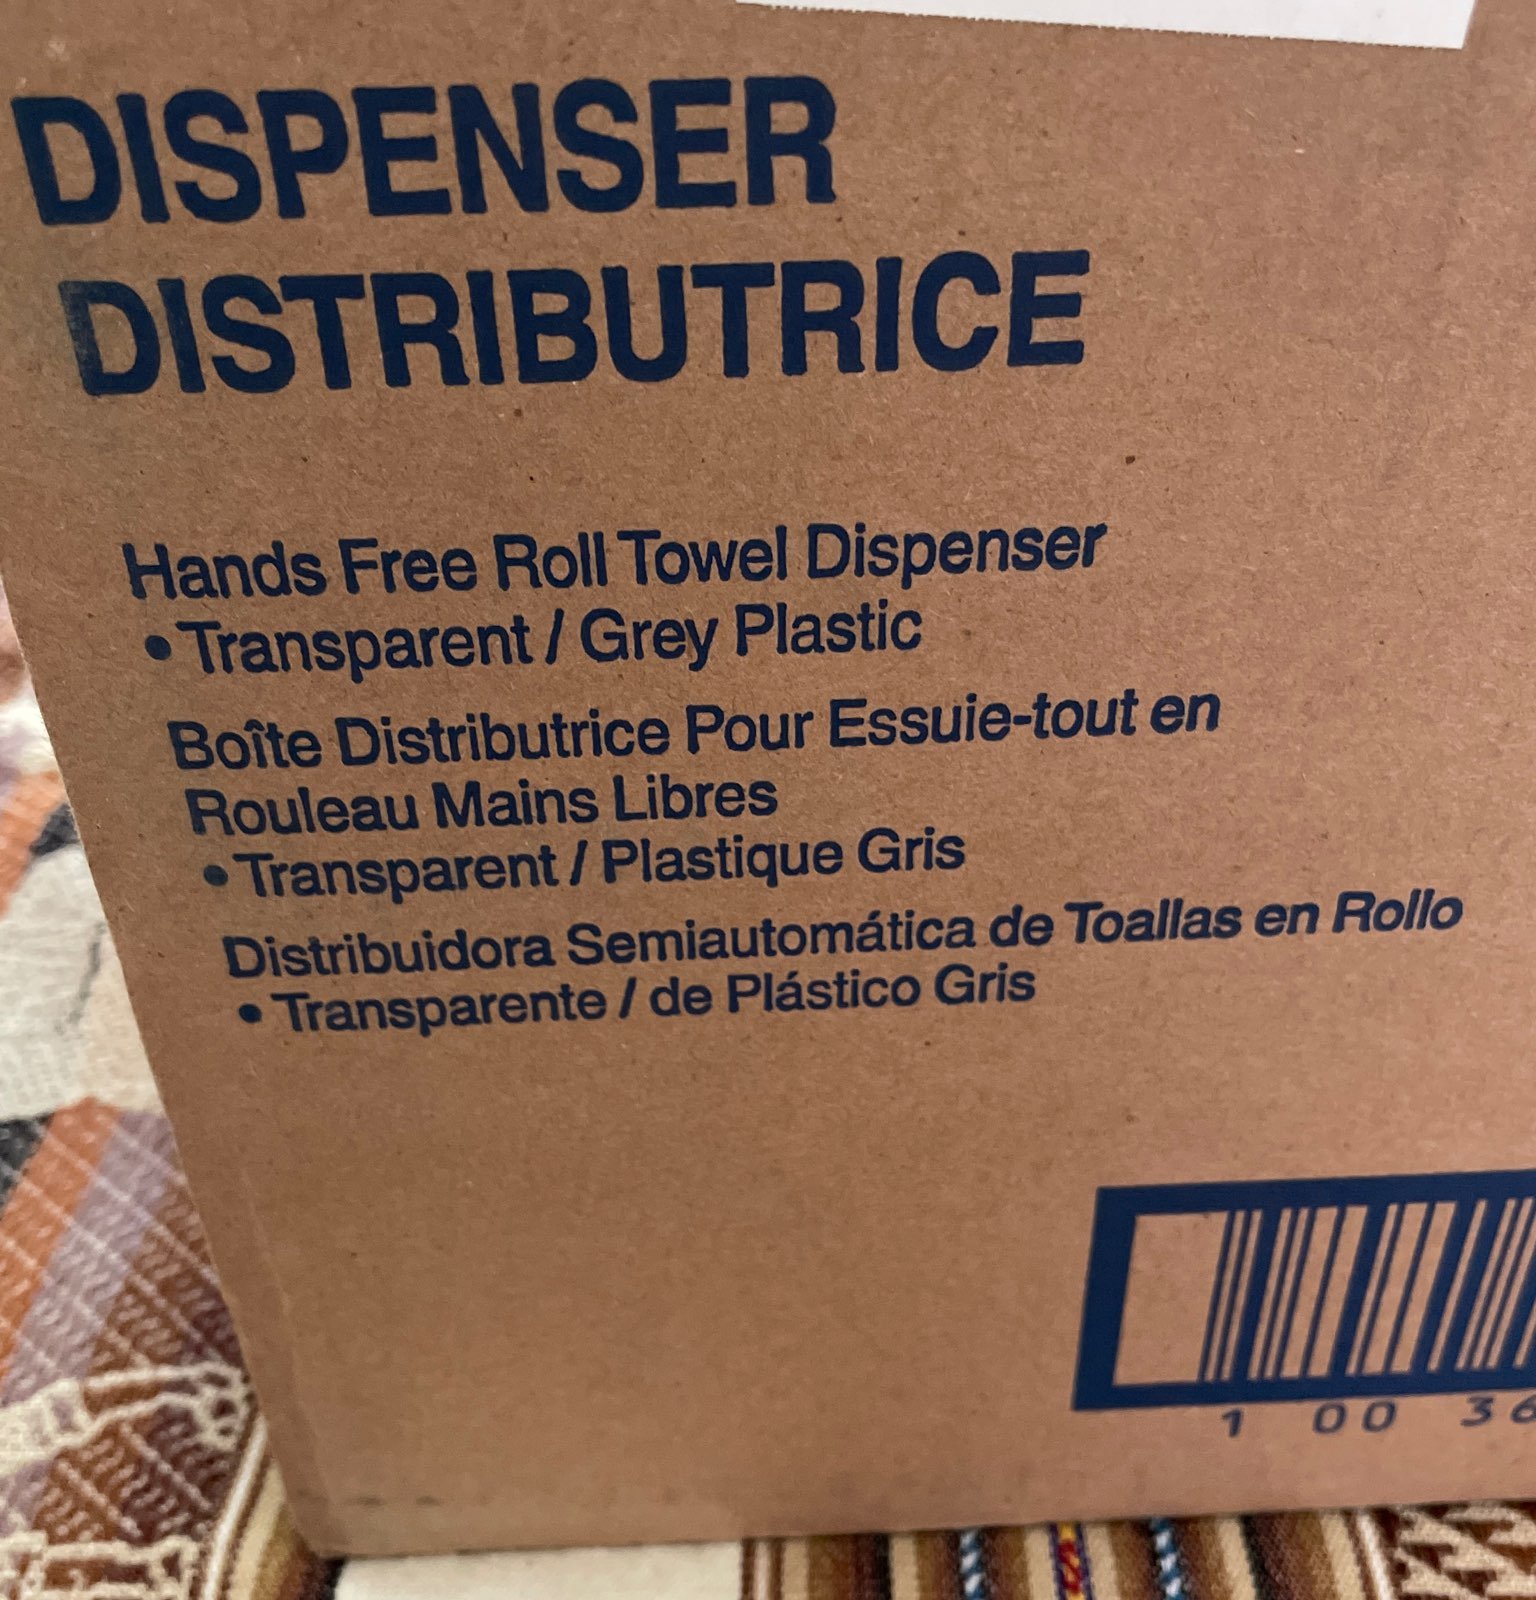 DISPENSER
DISTRIBUTRICE
Hands Free Roll Towel Dispenser
• Transparent / Grey Plastic
Boîte Distributrice Pour Essuie-tout en
Rouleau Mains Libres
• Transparent / Plastique Gris
Distribuidora Semiautomática de Toallas en Rollo
• Transparente / de Plástico Gris
1 00 36